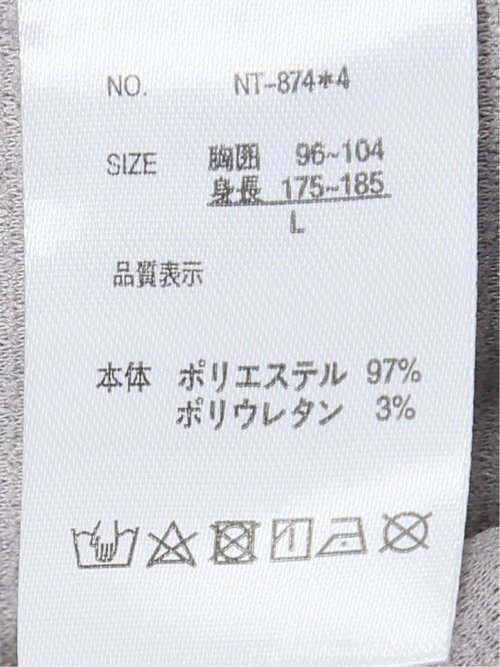 NO. NT-874*4
SIZE 胸囲 96~104
身長 175~185
L
品質表示
本体 ポリエステル 97%
ポリウレタン 3%